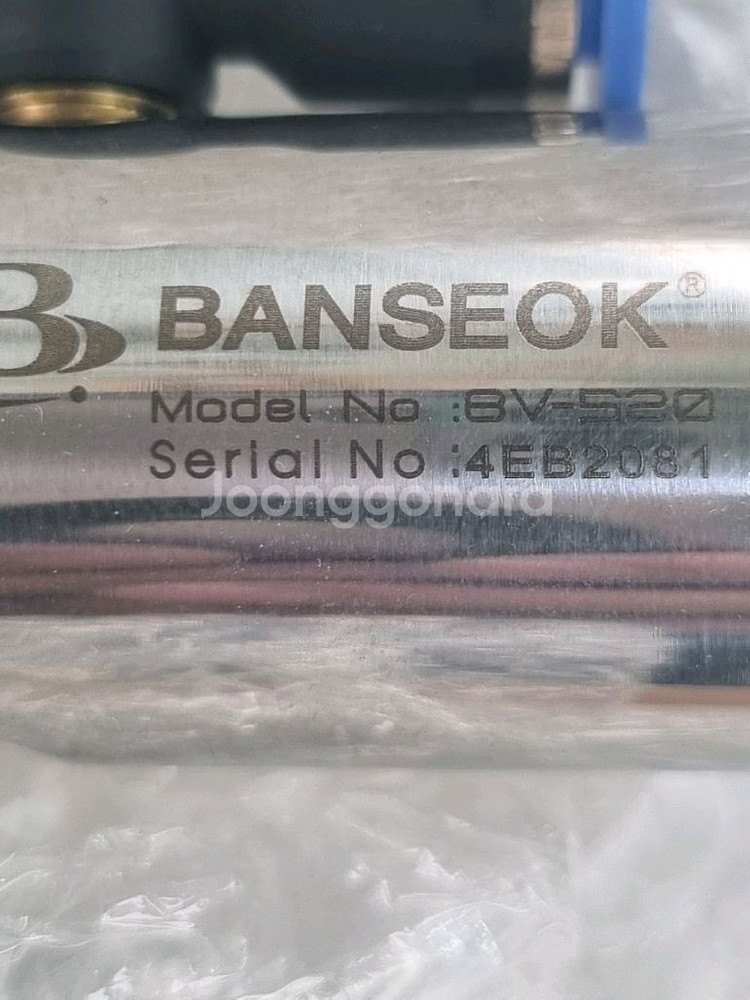 B BANSEOK®
Model No :BV-520
Serial No :4EB2081
Joonggonara